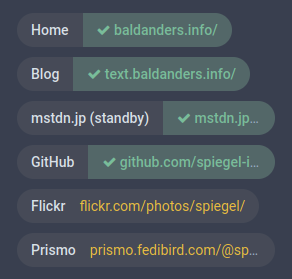 Home ✔ baldanders.info/
Blog ✔ text.baldanders.info/
mstdn.jp (standby) ✔ mstdn.jp…
GitHub ✔ github.com/spiegel-i…
Flickr flickr.com/photos/spiegel/
Prismo prismo.fedibird.com/@sp…